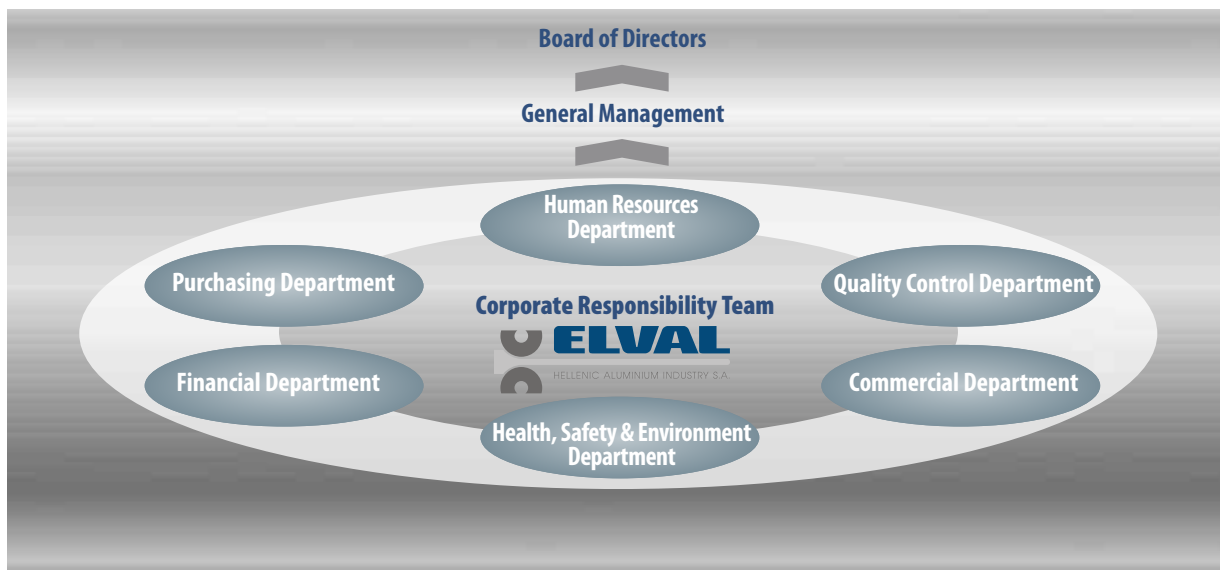 Board of Directors
General Management
Human Resources
Department
Purchasing Department
Quality Control Department
Corporate Responsibility Team
ELVAL
HELLENIC ALUMINIUM INDUSTRY S.A.
Financial Department
Commercial Department
Health, Safety & Environment
Department